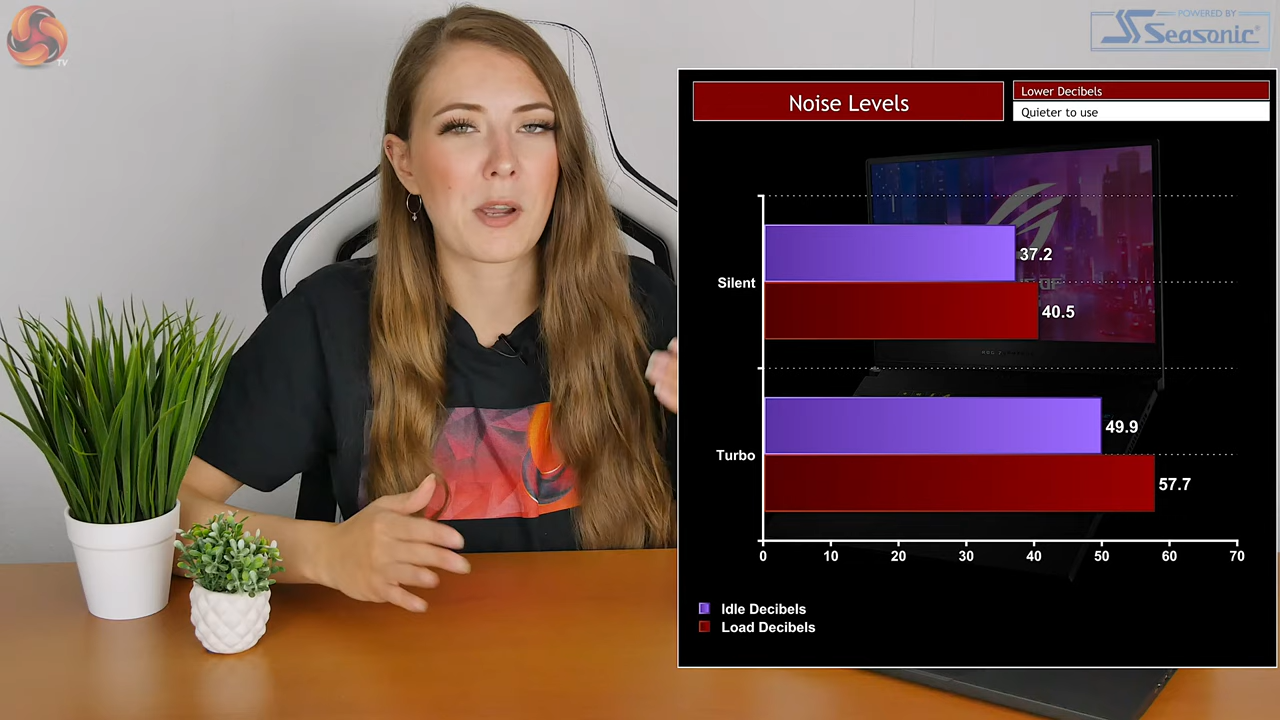 TV
POWERED BY
Seasonic
Noise Levels
Lower Decibels
Quieter to use
Silent
37.2
40.5
Turbo
49.9
57.7
0 10 20 30 40 50 60 70
Idle Decibels
Load Decibels